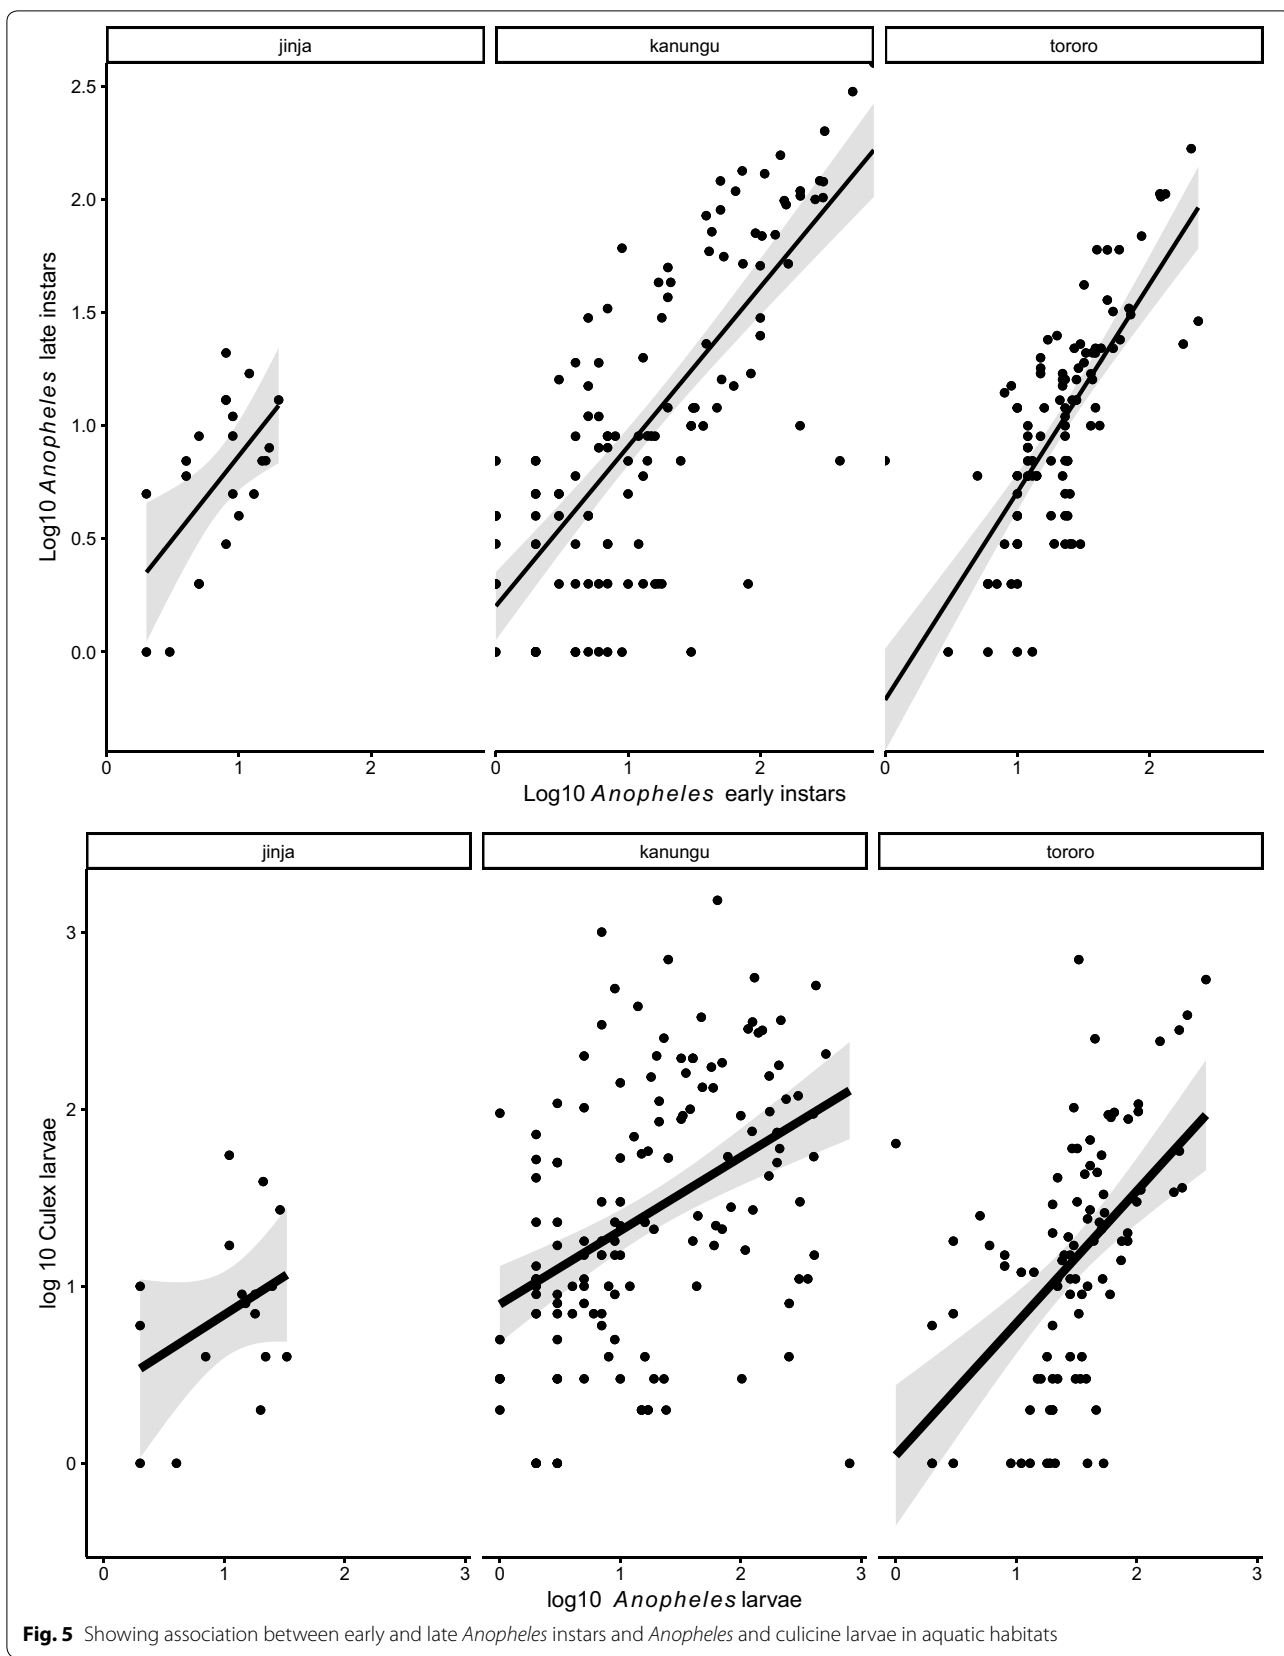 jinja kanungu tororo
2.5
2.0
1.5
1.0
0.5
0.0
Log10 Anopheles late instars
0 1 2 0 1 2 0 1 2
Log10 Anopheles early instars
jinja kanungu tororo
3
2
1
0
log 10 Culex larvae
0 1 2 3 0 1 2 3 0 1 2 3
log10 Anopheles larvae
Fig. 5 Showing association between early and late Anopheles instars and Anopheles and culicine larvae in aquatic habitats